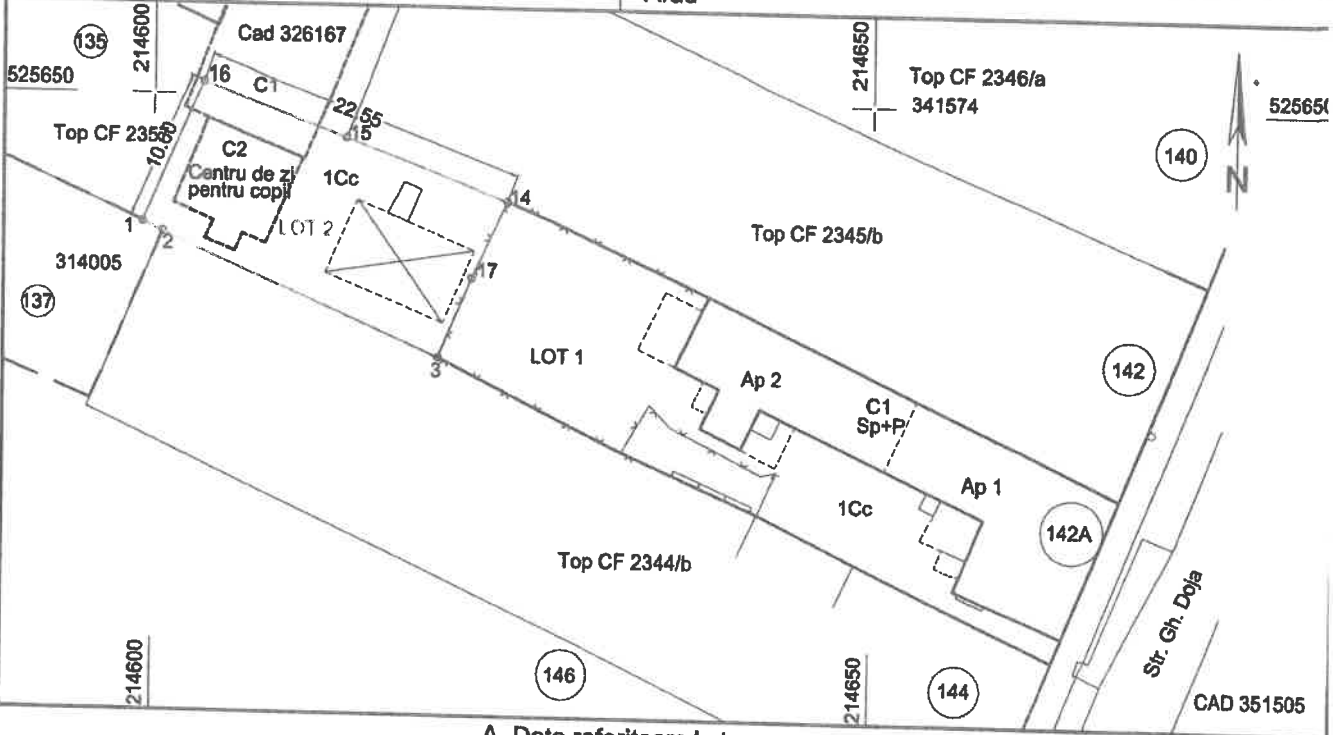 135
214600
Cad 326167
214650
Top CF 2346/a
341574
525650
16
C1
22.55
Top CF 235
10.60
15
C2
Centru de zi
pentru copii
1Cc
140
N
14
1
2
LOT 2
Top CF 2345/b
314005
17
137
3
LOT 1
Ap 2
142
C1
Sp+P
Ap 1
1Cc
142A
Top CF 2344/b
Str. Gh. Doja
214600
146
214650
144
CAD 351505